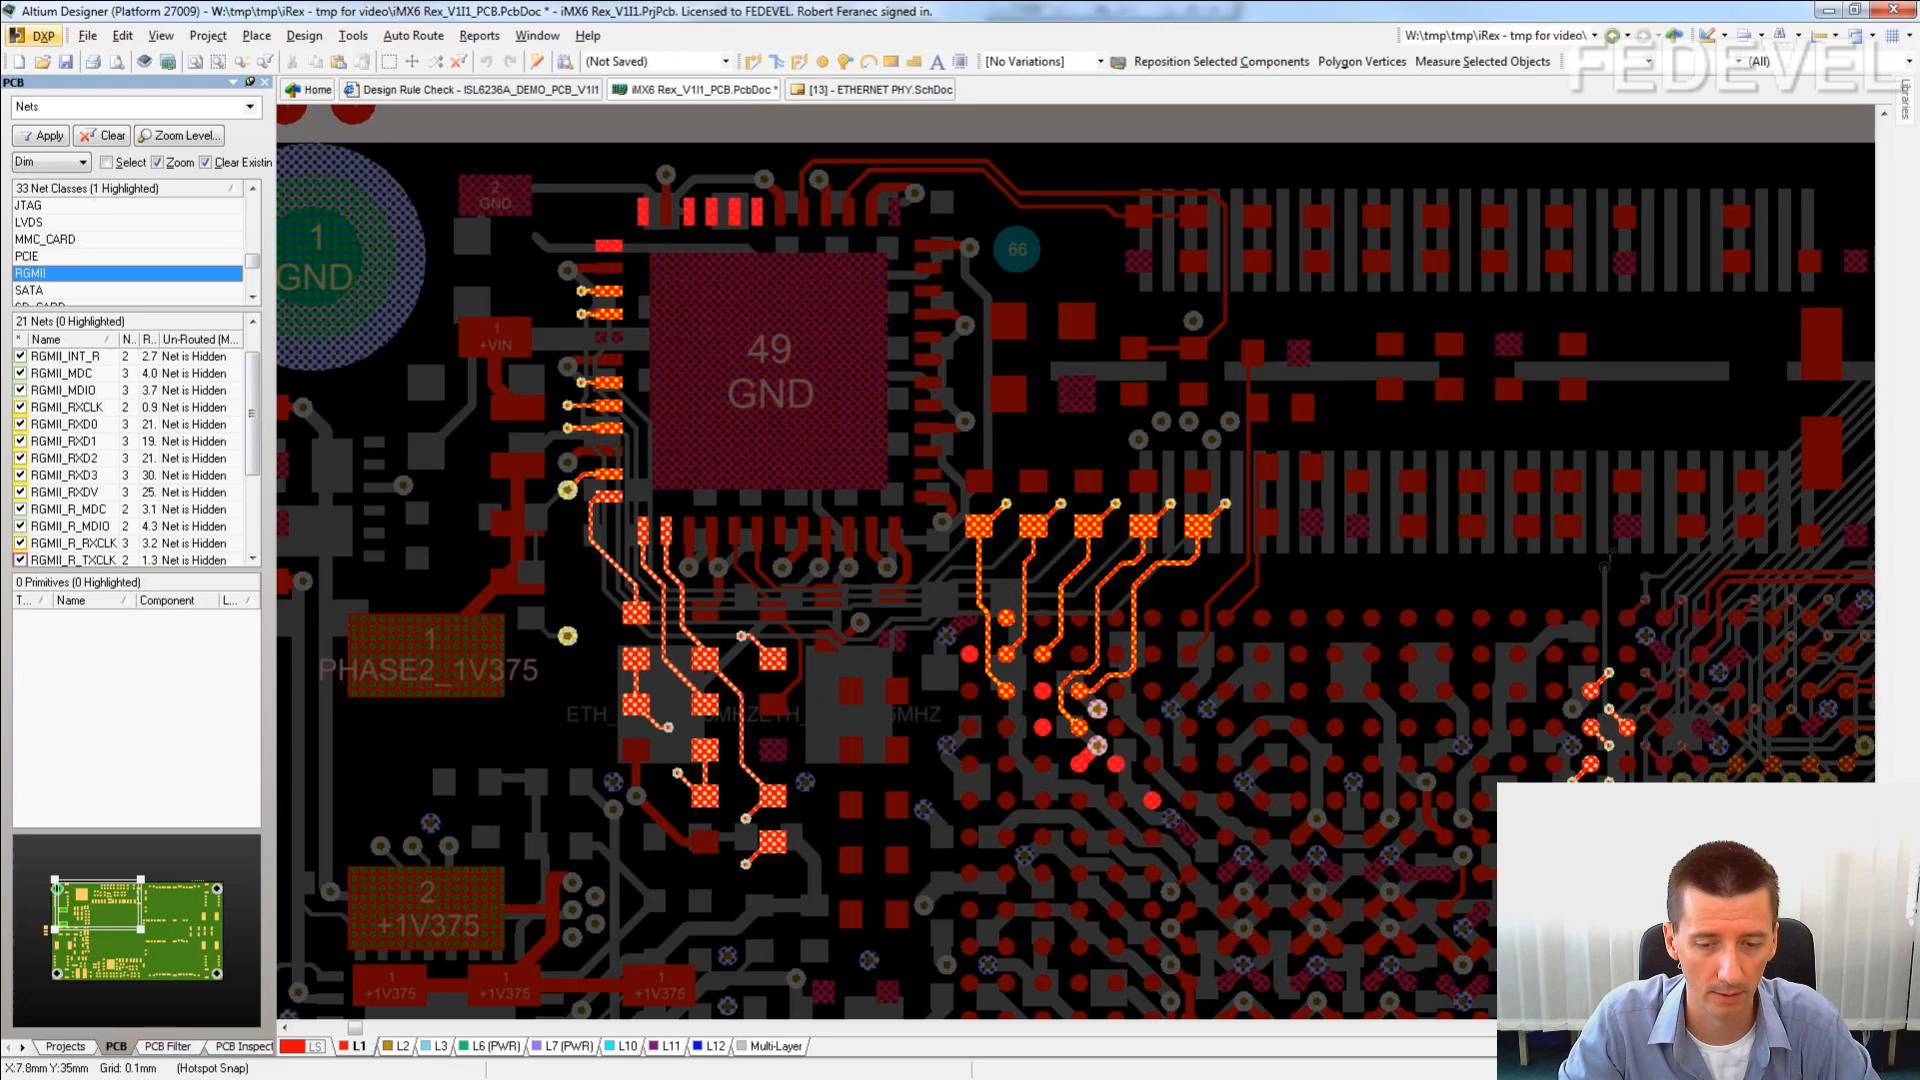 Altium Designer (Platform 27009) - W:\tmp\tmp\iRex - tmp for video\iMX6 Rex_V1I1_PCB.PcbDoc * - iMX6 Rex_V1I1.PrjPcb. Licensed to FEDEVEL. Robert Feranec signed in.
DXP File Edit View Project Place Design Tools Auto Route Reports Window Help
W:\tmp\tmp\iRex - tmp for video\
(Not Saved) [No Variations] Reposition Selected Components Polygon Vertices Measure Selected Objects (All)
FEDEVEL
PCB
Home Design Rule Check - ISL6236A_DEMO_PCB_V1I1 iMX6 Rex_V1I1_PCB.PcbDoc * [13] - ETHERNET PHY.SchDoc
Libraries
Nets
Apply Clear Zoom Level...
Dim Select Zoom Clear Existin
33 Net Classes (1 Highlighted)
JTAG
LVDS
MMC_CARD
PCIE
RGMII
SATA
21 Nets (0 Highlighted)
* Name N.. R.. Un-Routed (M...
RGMII_INT_R 2 2.7 Net is Hidden
RGMII_MDC 3 4.0 Net is Hidden
RGMII_MDIO 3 3.7 Net is Hidden
RGMII_RXCLK 2 0.9 Net is Hidden
RGMII_RXD0 3 21. Net is Hidden
RGMII_RXD1 3 19. Net is Hidden
RGMII_RXD2 3 21. Net is Hidden
RGMII_RXD3 3 30. Net is Hidden
RGMII_RXDV 3 25. Net is Hidden
RGMII_R_MDC 2 3.1 Net is Hidden
RGMII_R_MDIO 2 4.3 Net is Hidden
RGMII_R_RXCLK 3 3.2 Net is Hidden
RGMII_R_TXCLK 2 1.3 Net is Hidden
0 Primitives (0 Highlighted)
T... Name Component L...
1
GND
2
GND
1
+VIN
49
GND
66
1
PHASE2_1V375
2
+1V375
1
+1V375
1
+1V375
1
+1V375
Projects PCB PCB Filter PCB Inspect
LS L1 L2 L3 L6 (PWR) L7 (PWR) L10 L11 L12 Multi-Layer
X:7.8mm Y:35mm Grid: 0.1mm (Hotspot Snap)